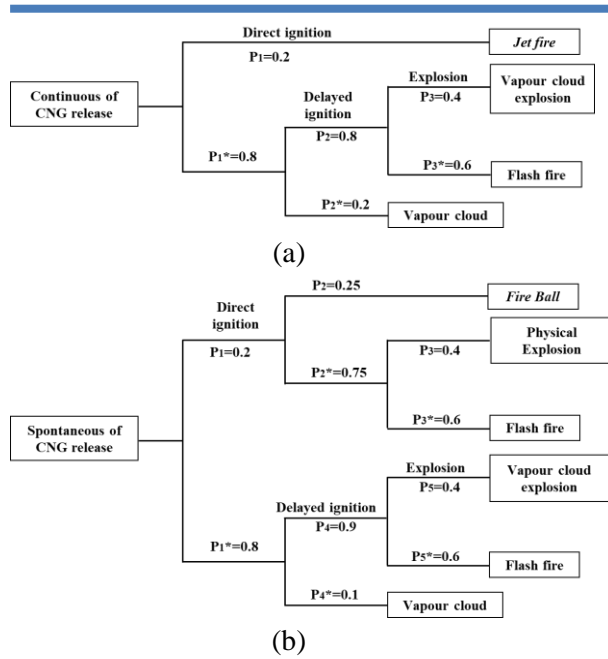 Direct ignition
Jet fire
P1=0.2
Explosion
Vapour cloud
explosion
P3=0.4
Continuous of
CNG release
Delayed
ignition
P2=0.8
P1*=0.8
P3*=0.6
Flash fire
P2*=0.2
Vapour cloud
(a)
P2=0.25
Fire Ball
Direct
ignition
P1=0.2
Physical
Explosion
P3=0.4
P2*=0.75
P3*=0.6
Flash fire
Spontaneous of
CNG release
Explosion
Vapour cloud
explosion
P5=0.4
Delayed ignition
P4=0.9
P1*=0.8
P5*=0.6
Flash fire
P4*=0.1
Vapour cloud
(b)